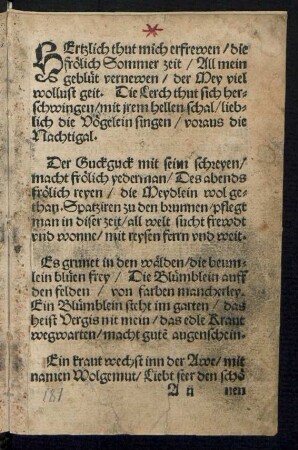 HErtzlich thut mich erfrewen / die
frölich Sommer zeit / All mein
geblüt vernewen / der Mey viel
wollust geit. Die Lerch thut sich her-
schwingen / mit jrem hellen schal / lieb-
lich die Vögelein singen / voraus die
Nachtigal.
Der Guckguck mit seim schreyen /
macht frölich yederman / Des abends
frölich reyen / die Meydlein wol ge-
than. Spatziren zu den brunnen / pflegt
man in diser zeit / all welt sucht frewdt
und wonne / mit reysen ferrn und weit.
Es grunet in den wälden / die beum-
lein blüen frey / Die Blümblein auff
den felden / von farben mancherley.
Ein Blümblein steht im garten / das
heist Vergis nit mein / das edle Kraut
wegwarten / macht gutē augenschein.
Ein kraut wechst inn der Awe / mit
namen Wolgemut / Liebt seer den schö
181 A ij nen